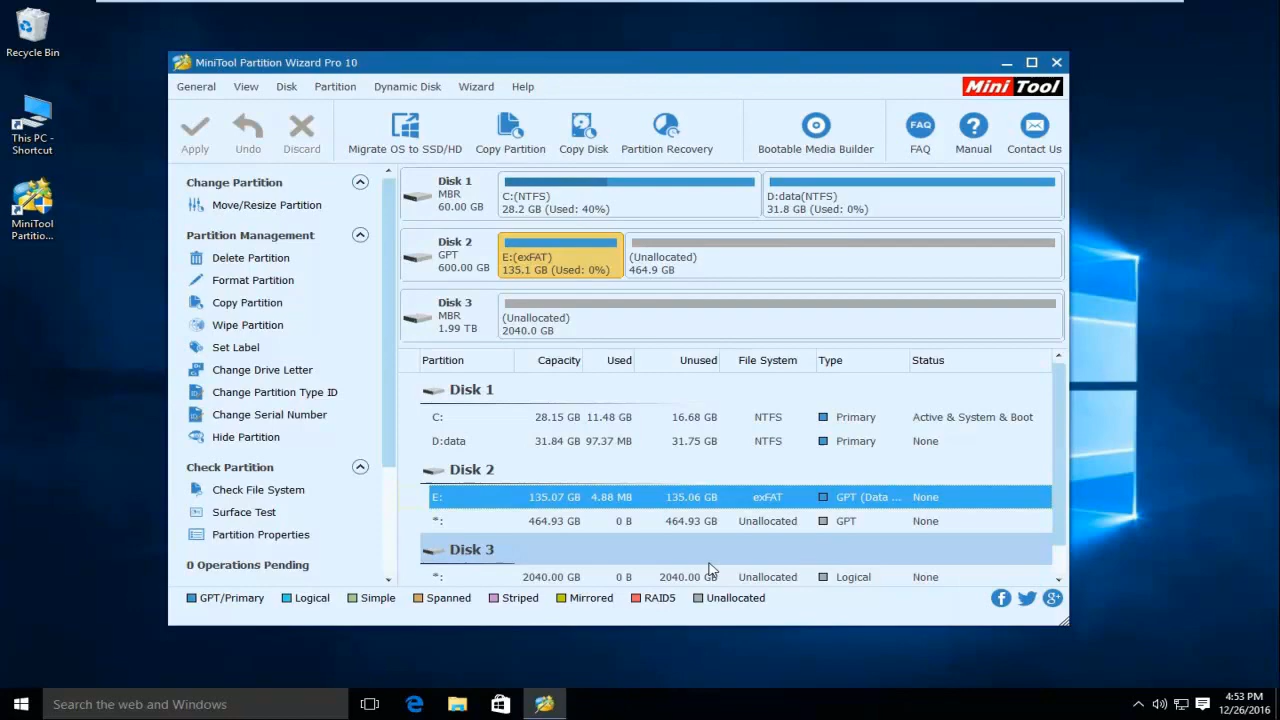 Recycle Bin
This PC -
Shortcut
MiniTool
Partitio...
MiniTool Partition Wizard Pro 10
General View Disk Partition Dynamic Disk Wizard Help
Mini Tool
Apply Undo Discard Migrate OS to SSD/HD Copy Partition Copy Disk Partition Recovery Bootable Media Builder FAQ FAQ Manual Contact Us
Change Partition
Move/Resize Partition
Partition Management
Delete Partition
Format Partition
Copy Partition
Wipe Partition
Set Label
Change Drive Letter
Change Partition Type ID
Change Serial Number
Hide Partition
Check Partition
Check File System
Surface Test
Partition Properties
0 Operations Pending
Disk 1
MBR
60.00 GB
C:(NTFS)
28.2 GB (Used: 40%)
D:data(NTFS)
31.8 GB (Used: 0%)
Disk 2
GPT
600.00 GB
E:(exFAT)
135.1 GB (Used: 0%)
(Unallocated)
464.9 GB
Disk 3
MBR
1.99 TB
(Unallocated)
2040.0 GB
Partition Capacity Used Unused File System Type Status
Disk 1
C: 28.15 GB 11.48 GB 16.68 GB NTFS Primary Active & System & Boot
D:data 31.84 GB 97.37 MB 31.75 GB NTFS Primary None
Disk 2
E: 135.07 GB 4.88 MB 135.06 GB exFAT GPT (Data ... None
*: 464.93 GB 0 B 464.93 GB Unallocated GPT None
Disk 3
*: 2040.00 GB 0 B 2040.00 GB Unallocated Logical None
GPT/Primary Logical Simple Spanned Striped Mirrored RAID5 Unallocated
Search the web and Windows
4:53 PM
12/26/2016